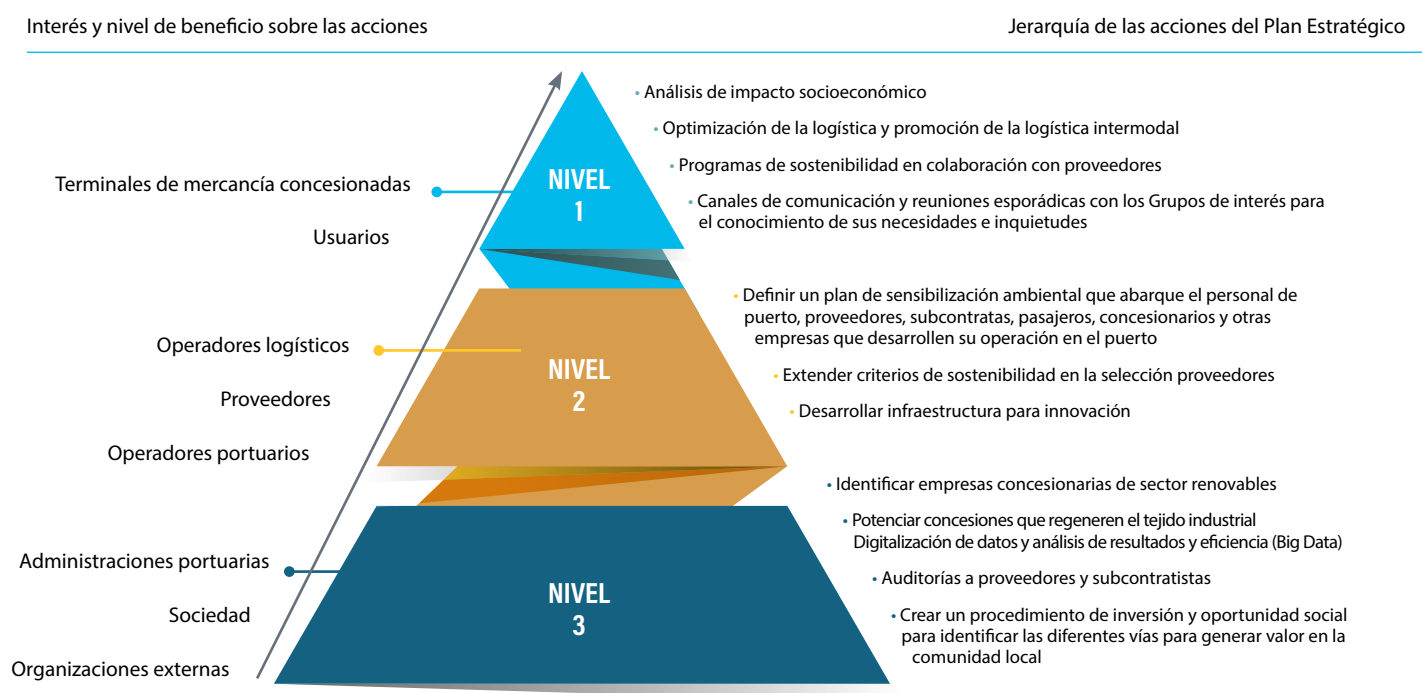 Interés y nivel de beneficio sobre las acciones
Jerarquía de las acciones del Plan Estratégico
Terminales de mercancía concesionadas
Usuarios
NIVEL
1
• Análisis de impacto socioeconómico
• Optimización de la logística y promoción de la logística intermodal
• Programas de sostenibilidad en colaboración con proveedores
• Canales de comunicación y reuniones esporádicas con los Grupos de interés para
el conocimiento de sus necesidades e inquietudes
Operadores logísticos
Proveedores
Operadores portuarios
NIVEL
2
• Definir un plan de sensibilización ambiental que abarque el personal de
puerto, proveedores, subcontratas, pasajeros, concesionarios y otras
empresas que desarrollen su operación en el puerto
• Extender criterios de sostenibilidad en la selección proveedores
• Desarrollar infraestructura para innovación
Administraciones portuarias
Sociedad
Organizaciones externas
NIVEL
3
• Identificar empresas concesionarias de sector renovables
• Potenciar concesiones que regeneren el tejido industrial
Digitalización de datos y análisis de resultados y eficiencia (Big Data)
• Auditorías a proveedores y subcontratistas
• Crear un procedimiento de inversión y oportunidad social
para identificar las diferentes vías para generar valor en la
comunidad local